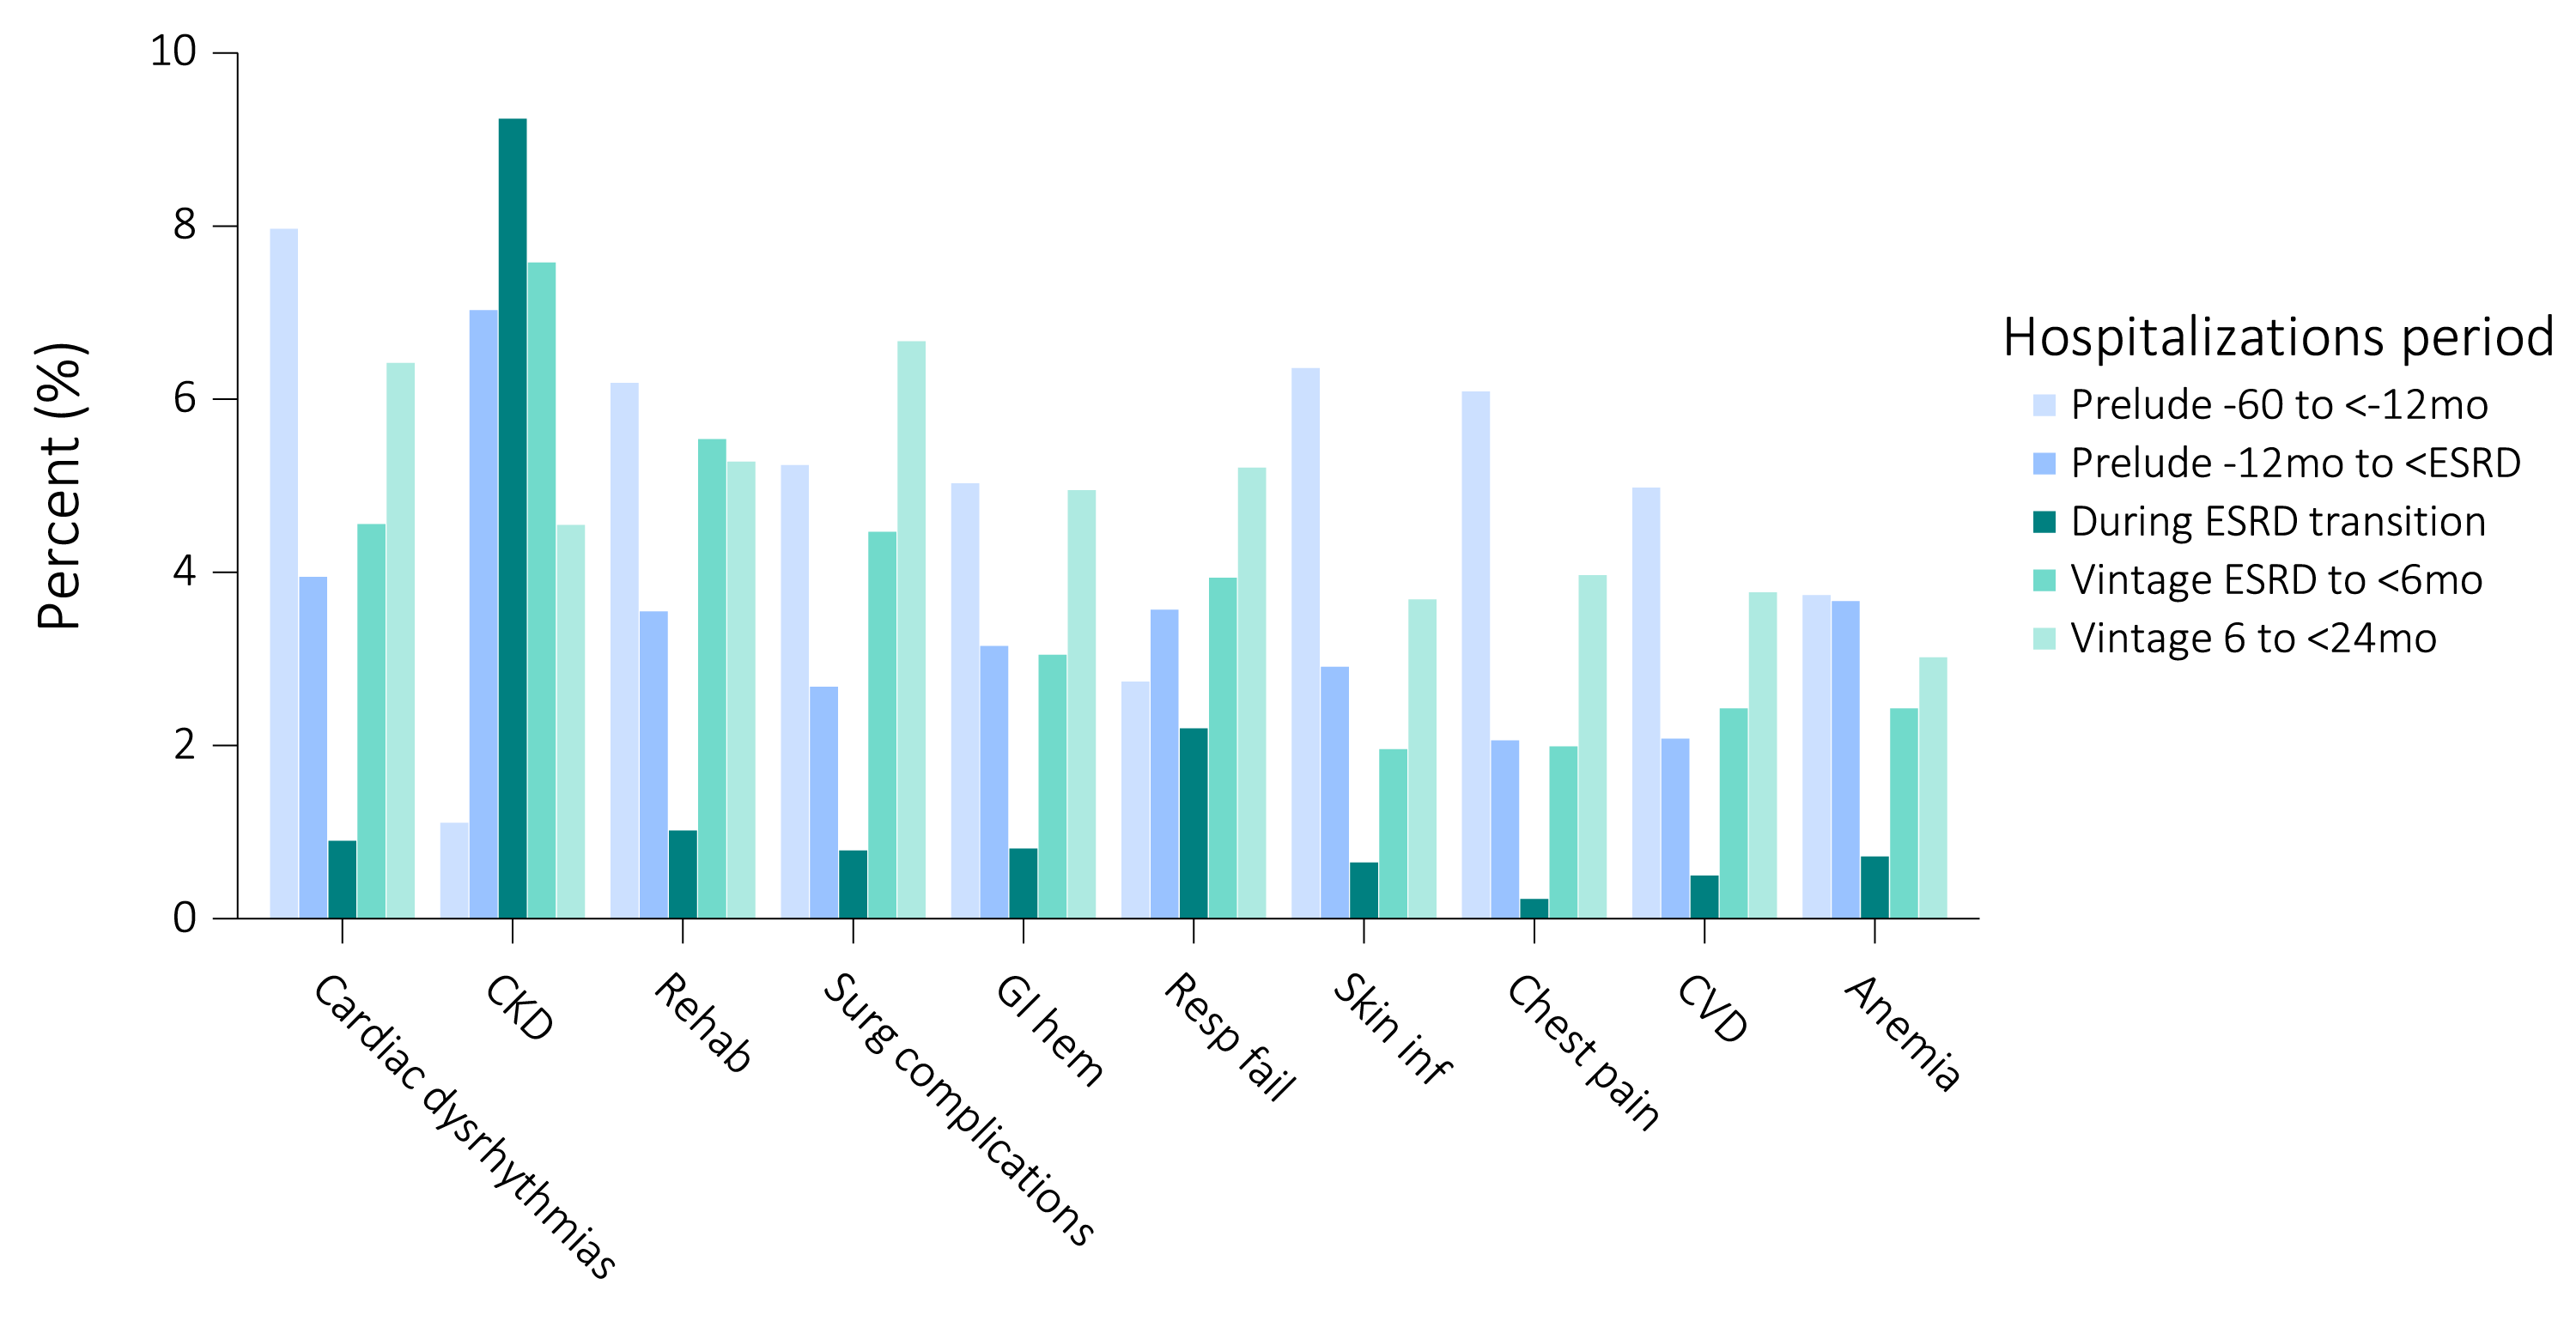 10
8
6
4
2
0
Percent (%)
Cardiac dysrhythmias
CKD
Rehab
Surg complications
GI hem
Resp fail
Skin inf
Chest pain
CVD
Anemia
Hospitalizations period
Prelude -60 to <-12mo
Prelude -12mo to <ESRD
During ESRD transition
Vintage ESRD to <6mo
Vintage 6 to <24mo